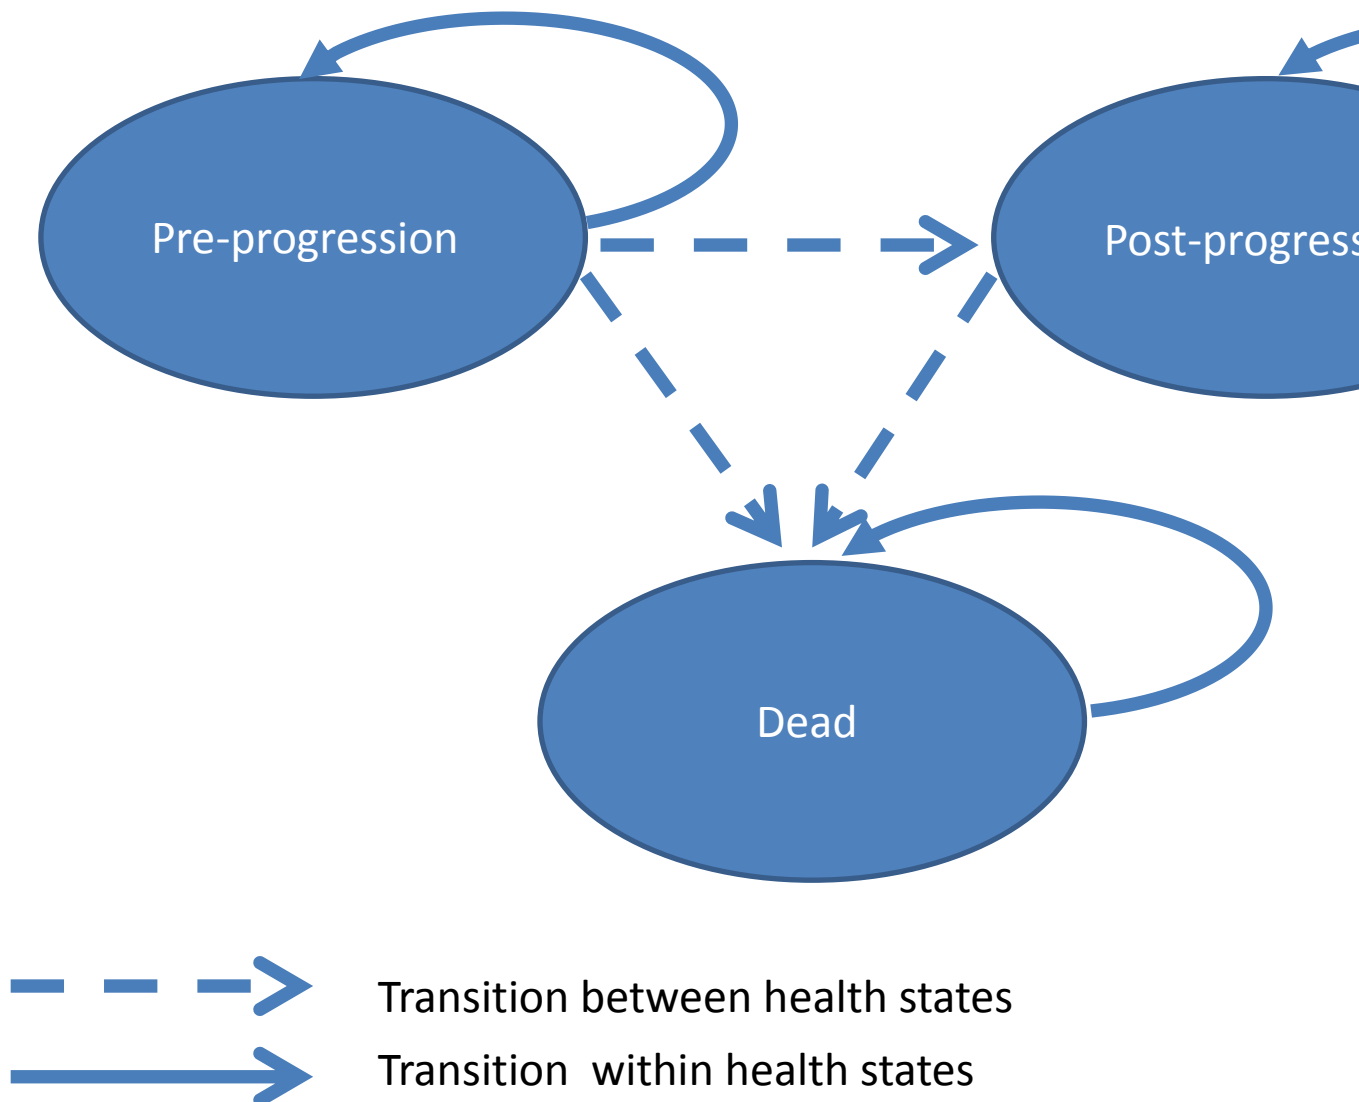 Pre-progression
Post-progress
Dead
Transition between health states
Transition  within health states